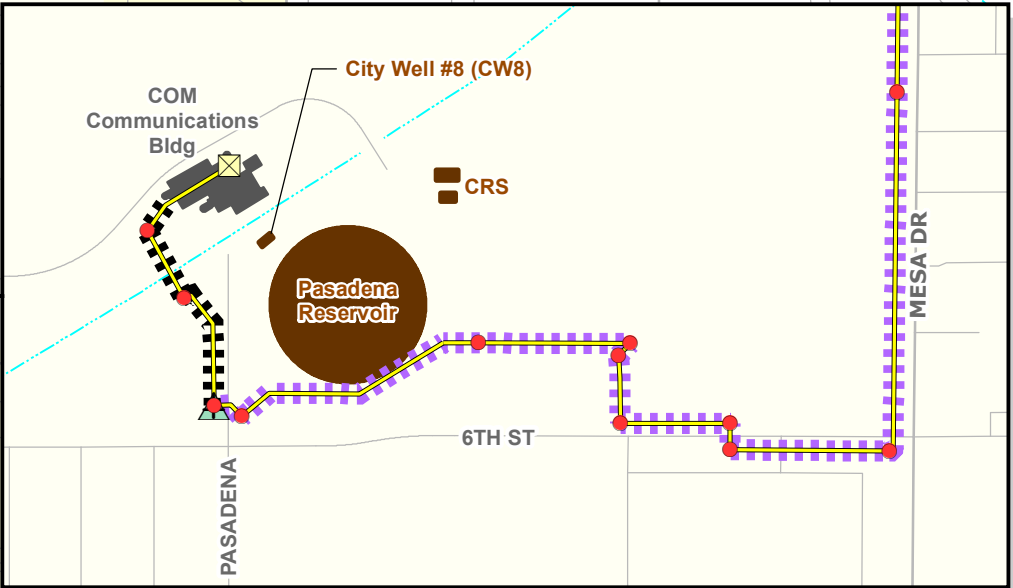 City Well #8 (CW8)
COM
Communications
Bldg
CRS
Pasadena
Reservoir
MESA DR
6TH ST
PASADENA